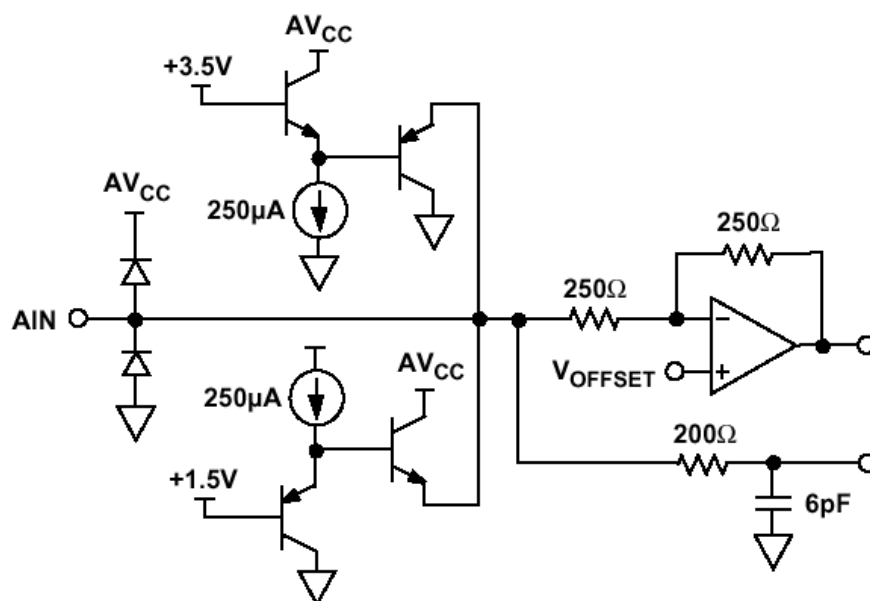 AVCC
+3.5V
AVCC
250µA
250Ω
250Ω
AIN
AVCC
VOFFSET
250µA
200Ω
+1.5V
6pF
−
+